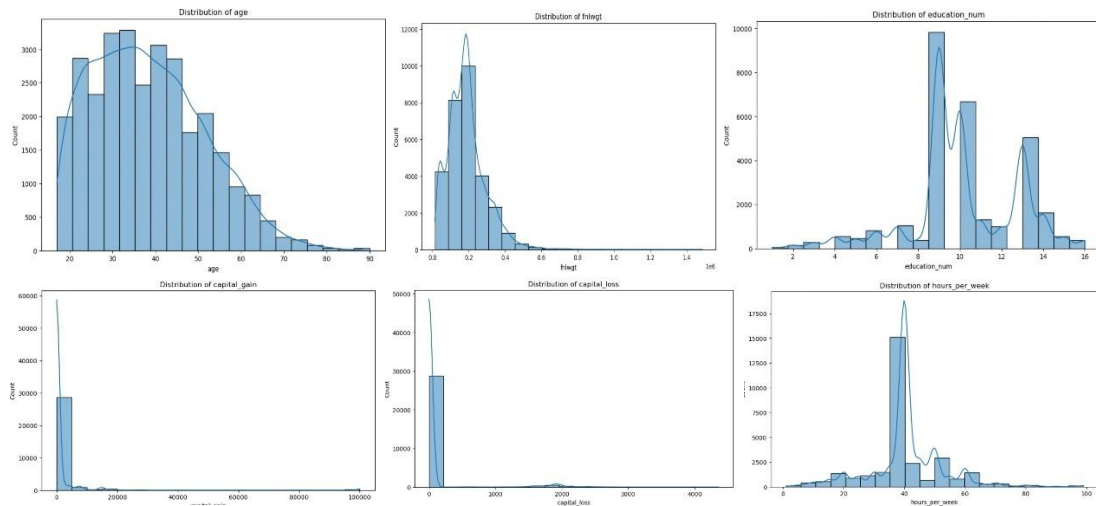 Distribution of age
Count
3000
2500
2000
1500
1000
500
0
20 30 40 50 60 70 80 90
age
Distribution of fnlwgt
Count
12000
10000
8000
6000
4000
2000
0
0.0 0.2 0.4 0.6 0.8 1.0 1.2 1.4
1e6
fnlwgt
Distribution of education_num
Count
10000
8000
6000
4000
2000
0
2 4 6 8 10 12 14 16
education_num
Distribution of capital_gain
Count
60000
50000
40000
30000
20000
10000
0
0 20000 40000 60000 80000 100000
Distribution of capital_loss
Count
50000
40000
30000
20000
10000
0
0 1000 2000 3000 4000
capital_loss
Distribution of hours_per_week
17500
15000
12500
10000
7500
5000
2500
0
0 20 40 60 80 100
hours_per_week